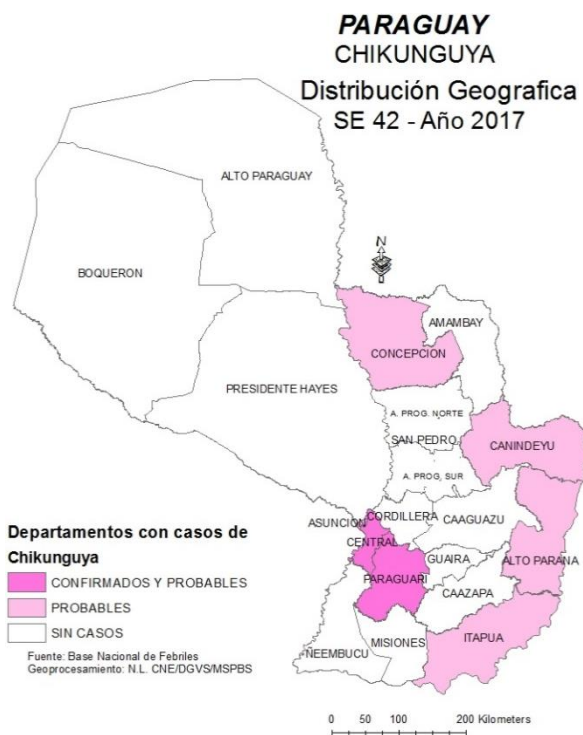 PARAGUAY
CHIKUNGUYA
Distribución Geografica
SE 42 - Año 2017
ALTO PARAGUAY
BOQUERON
N
AMAMBAY
CONCEPCION
PRESIDENTE HAYES
A. PROG. NORTE
SAN PEDRO
CANINDEYU
A. PROG, SUR
CORDILLERA
ASUNCION
CAAGUAZU
CENTRAL
GUAIRA
ALTO PARANA
PARAGUARI
CAAZAPA
MISIONES
ITAPUA
ÑEEMBUCU
Departamentos con casos de
Chikunguya
CONFIRMADOS Y PROBABLES
PROBABLES
SIN CASOS
Fuente: Base Nacional de Febriles
Geoprocesamiento: N.L. CNE/DGVS/MSPBS
0 50 100 200 Kilometers